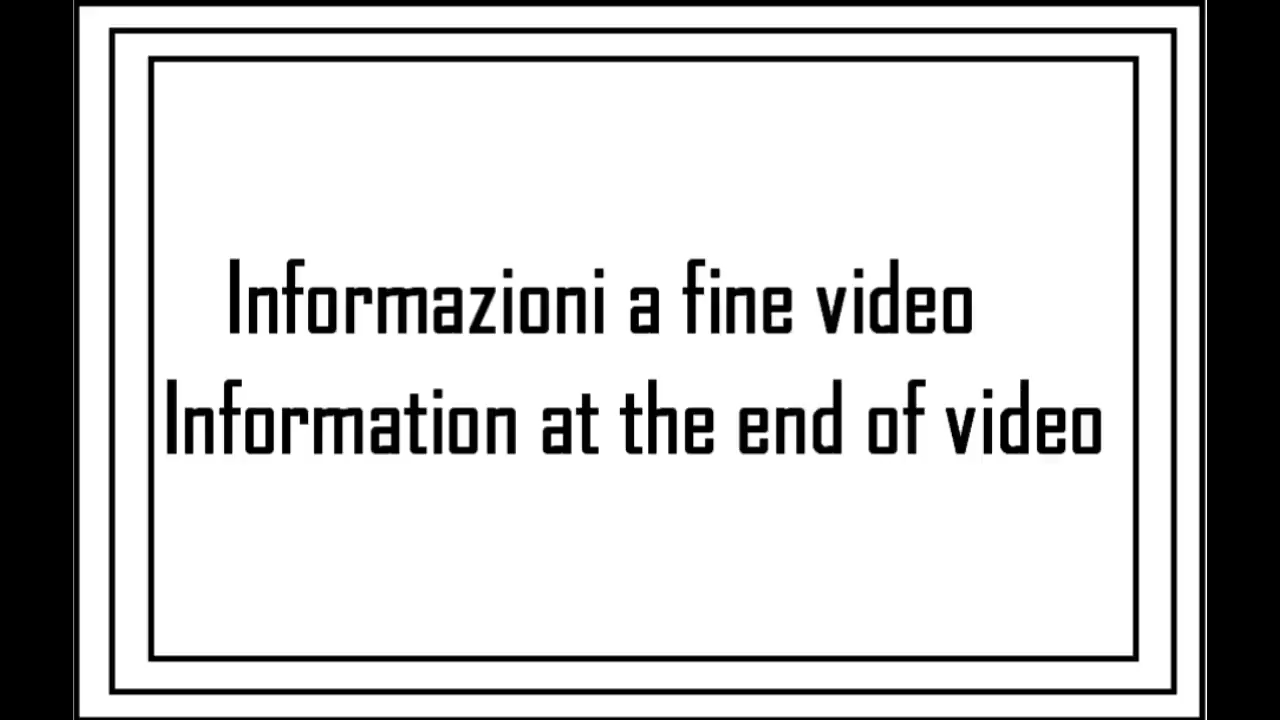 Informazioni a fine video
Information at the end of video